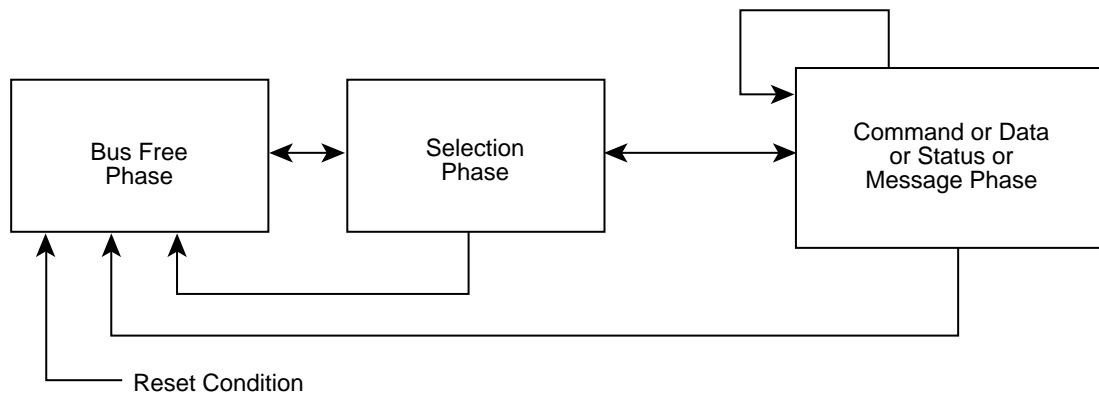 Bus Free
Phase
Selection
Phase
Command or Data
or Status or
Message Phase
Reset Condition